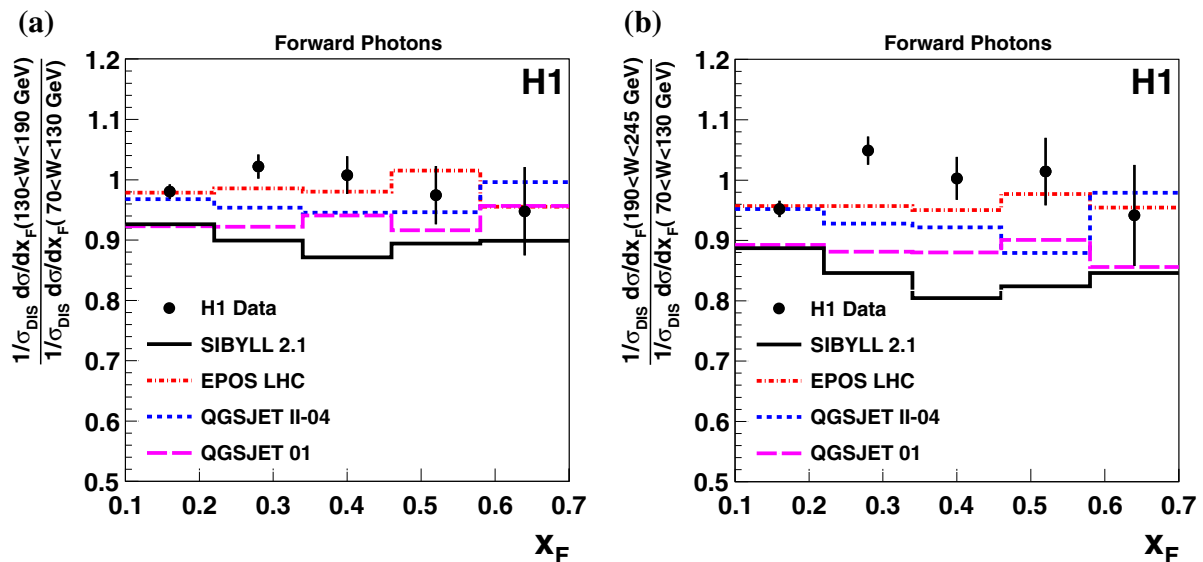 (a)
Forward Photons
H1
1/σDIS dσ/dxF(130<W<190 GeV)
1/σDIS dσ/dxF( 70<W<130 GeV)
1.2
1.1
1
0.9
0.8
0.7
0.6
0.5
H1 Data
SIBYLL 2.1
EPOS LHC
QGSJET II-04
QGSJET 01
0.1 0.2 0.3 0.4 0.5 0.6 0.7
xF
(b)
Forward Photons
H1
1/σDIS dσ/dxF(190<W<245 GeV)
1/σDIS dσ/dxF( 70<W<130 GeV)
1.2
1.1
1
0.9
0.8
0.7
0.6
0.5
H1 Data
SIBYLL 2.1
EPOS LHC
QGSJET II-04
QGSJET 01
0.1 0.2 0.3 0.4 0.5 0.6 0.7
xF